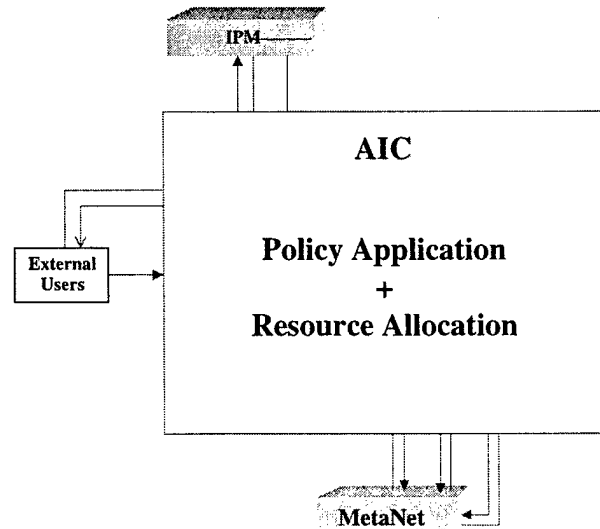 IPM
AIC
Policy Application
+
Resource Allocation
External
Users
MetaNet